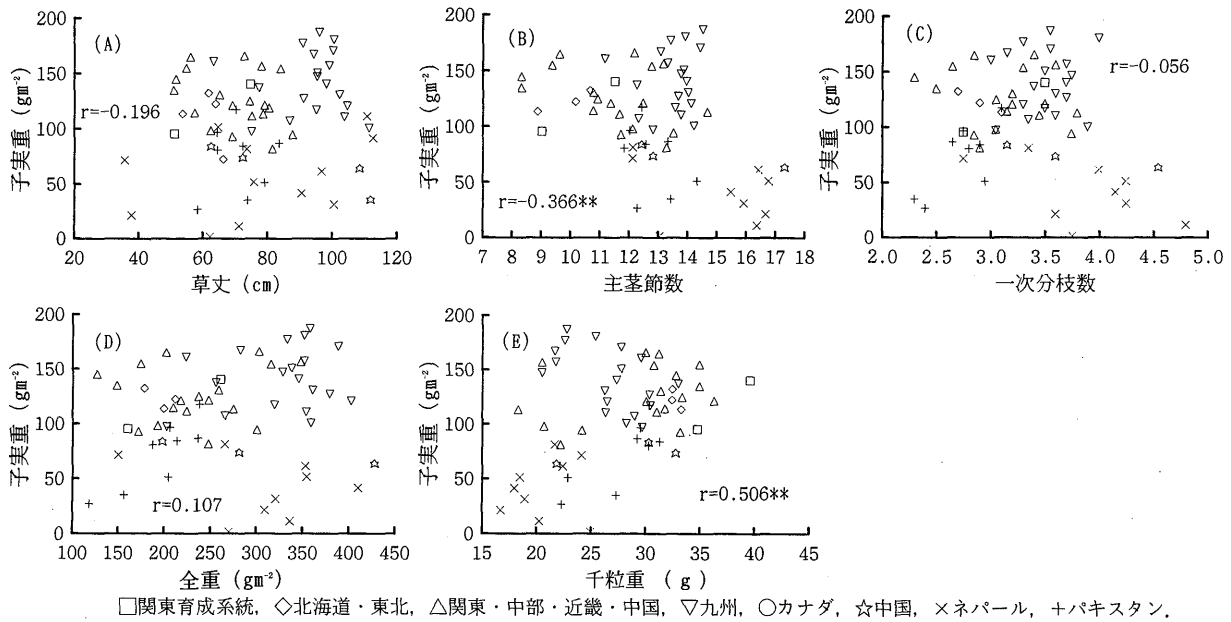 200
150
100
50
0
子実重 (gm⁻²)
(A)
r=-0.196
20 40 60 80 100 120
草丈 (cm)
200
150
100
50
0
子実重 (gm⁻²)
(B)
r=-0.366**
7 8 9 10 11 12 13 14 15 16 17 18
主茎節数
200
150
100
50
0
子実重 (gm⁻²)
(C)
r=-0.056
2.0 2.5 3.0 3.5 4.0 4.5 5.0
一次分枝数
200
150
100
50
0
子実重 (gm⁻²)
(D)
r=0.107
100 150 200 250 300 350 400 450
全重 (gm⁻²)
200
150
100
50
0
子実重 (gm⁻²)
(E)
r=0.506**
15 20 25 30 35 40 45
千粒重 (g)
□関東育成系統, ◇北海道・東北, △関東・中部・近畿・中国, ▽九州, ○カナダ, ☆中国, ×ネパール, +パキスタン.